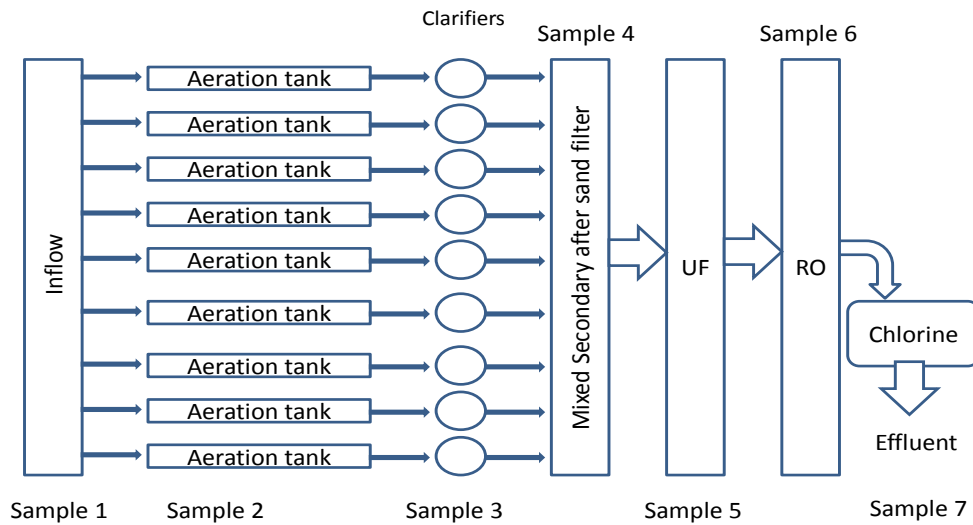 Clarifiers
Sample 4
Sample 6
Inflow
Aeration tank
Aeration tank
Aeration tank
Aeration tank
Aeration tank
Aeration tank
Aeration tank
Aeration tank
Aeration tank
Mixed Secondary after sand filter
UF
RO
Chlorine
Effluent
Sample 1
Sample 2
Sample 3
Sample 5
Sample 7